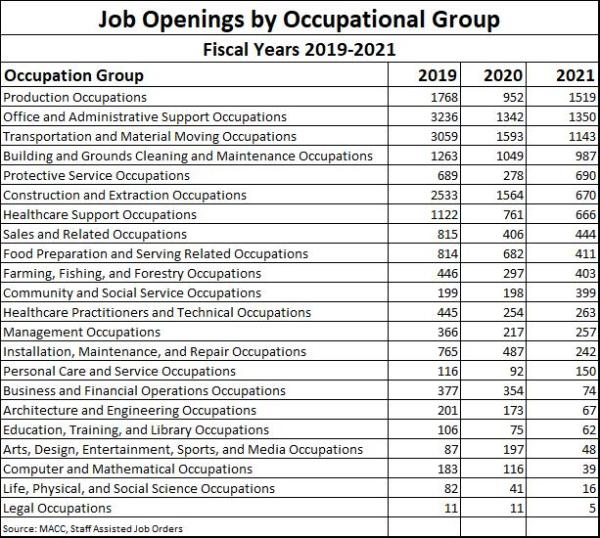 Job Openings by Occupational Group
Fiscal Years 2019-2021
Occupation Group 2019 2020 2021
Production Occupations 1768 952 1519
Office and Administrative Support Occupations 3236 1342 1350
Transportation and Material Moving Occupations 3059 1593 1143
Building and Grounds Cleaning and Maintenance Occupations 1263 1049 987
Protective Service Occupations 689 278 690
Construction and Extraction Occupations 2533 1564 670
Healthcare Support Occupations 1122 761 666
Sales and Related Occupations 815 406 444
Food Preparation and Serving Related Occupations 814 682 411
Farming, Fishing, and Forestry Occupations 446 297 403
Community and Social Service Occupations 199 198 399
Healthcare Practitioners and Technical Occupations 445 254 263
Management Occupations 366 217 257
Installation, Maintenance, and Repair Occupations 765 487 242
Personal Care and Service Occupations 116 92 150
Business and Financial Operations Occupations 377 354 74
Architecture and Engineering Occupations 201 173 67
Education, Training, and Library Occupations 106 75 62
Arts, Design, Entertainment, Sports, and Media Occupations 87 197 48
Computer and Mathematical Occupations 183 116 39
Life, Physical, and Social Science Occupations 82 41 16
Legal Occupations 11 11 5
Source: MACC, Staff Assisted Job Orders